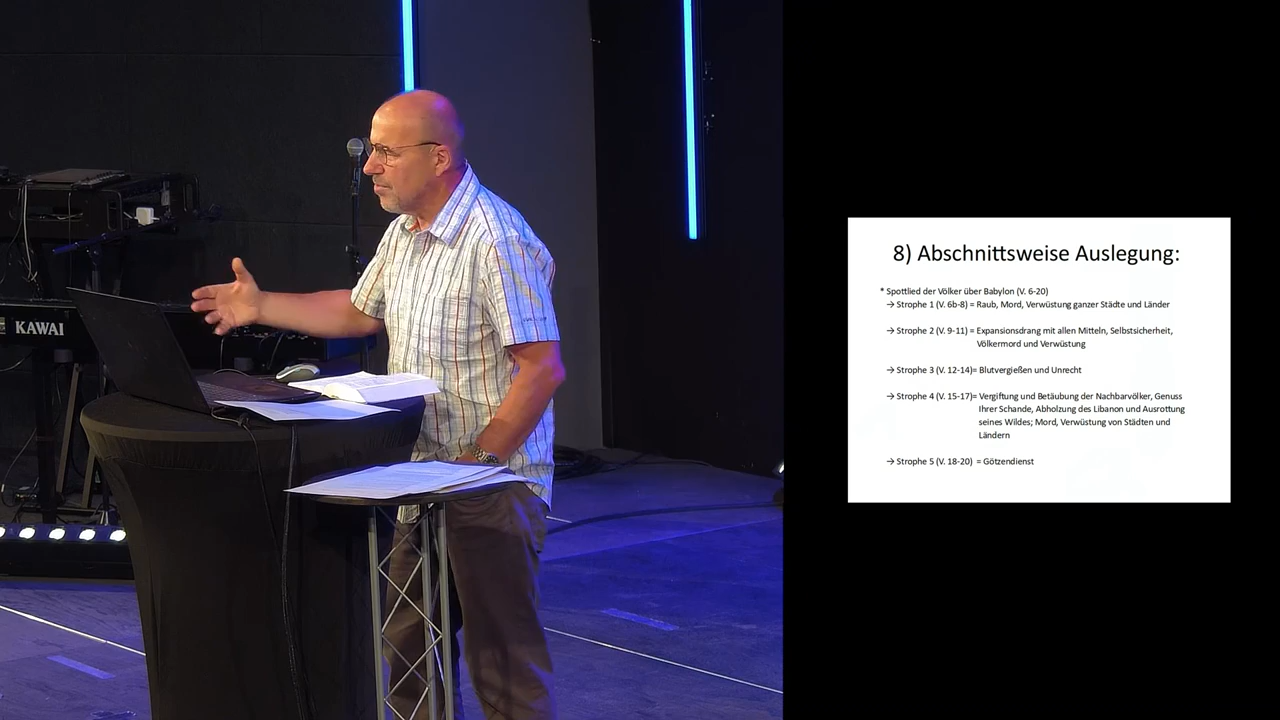 KAWAI
8) Abschnittsweise Auslegung:
* Spottlied der Völker über Babylon (V. 6-20)
→ Strophe 1 (V. 6b-8) = Raub, Mord, Verwüstung ganzer Städte und Länder
→ Strophe 2 (V. 9-11) = Expansionsdrang mit allen Mitteln, Selbstsicherheit,
Völkermord und Verwüstung
→ Strophe 3 (V. 12-14)= Blutvergießen und Unrecht
→ Strophe 4 (V. 15-17)= Vergiftung und Betäubung der Nachbarvölker, Genuss
Ihrer Schande, Abholzung des Libanon und Ausrottung
seines Wildes; Mord, Verwüstung von Städten und
Ländern
→ Strophe 5 (V. 18-20) = Götzendienst